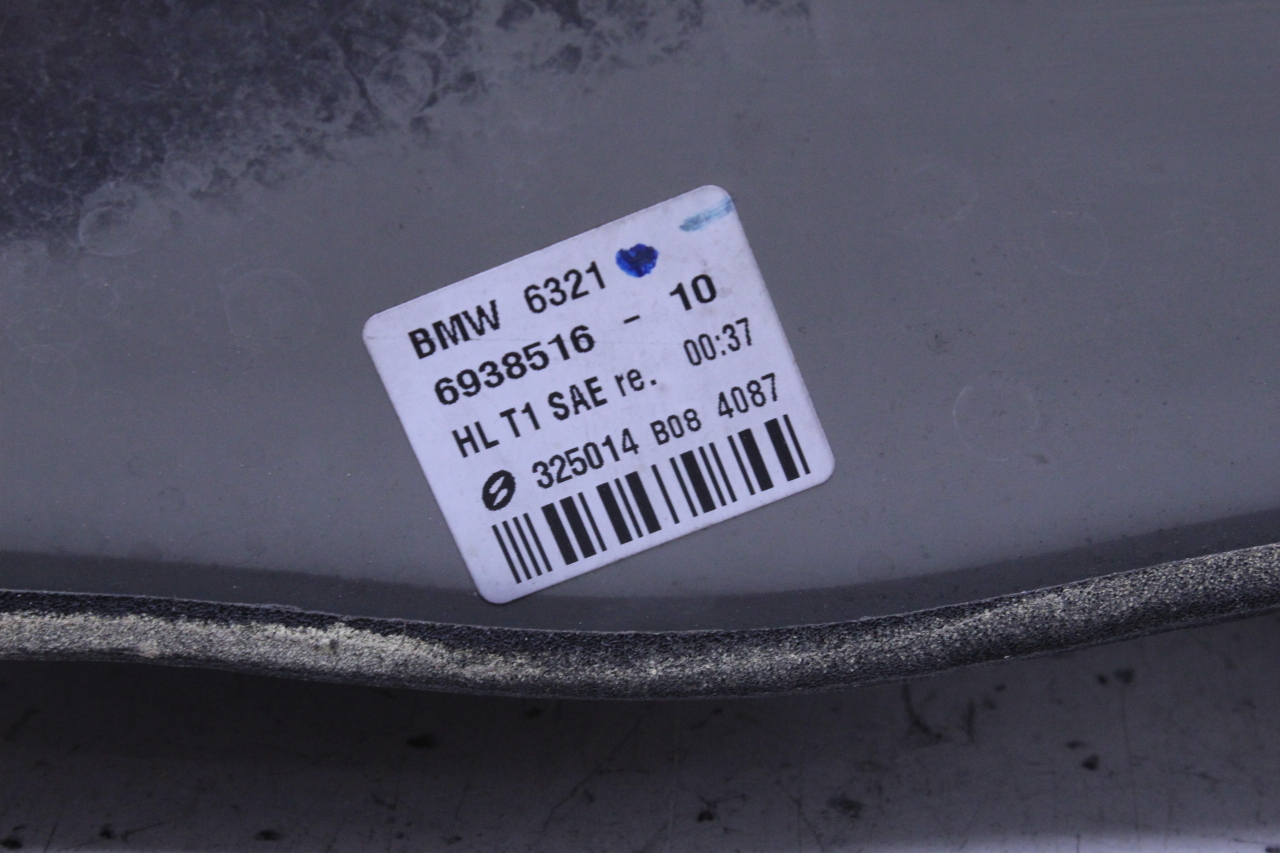 BMW 6321
6938516 - 10
HL T1 SAE re. 00:37
325014 B08 4087